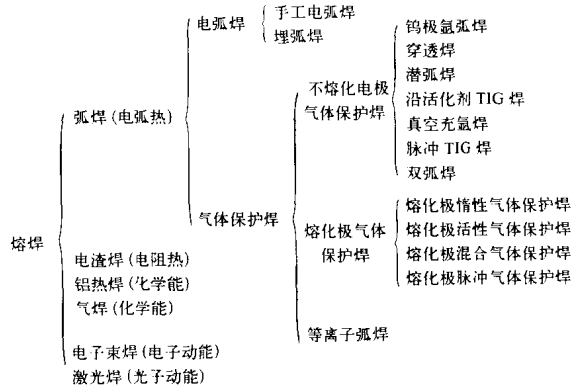 熔焊
弧焊(电弧热)
电弧焊
手工电弧焊
埋弧焊
气体保护焊
不熔化电极
气体保护焊
钨极氩弧焊
穿透焊
潜弧焊
沿活化剂 TIG 焊
真空充氩焊
脉冲 TIG 焊
双弧焊
熔化极气体
保护焊
熔化极惰性气体保护焊
熔化极活性气体保护焊
熔化极混合气体保护焊
熔化极脉冲气体保护焊
等离子弧焊
电渣焊(电阻热)
铝热焊(化学能)
气焊(化学能)
电子束焊(电子动能)
激光焊(光子动能)